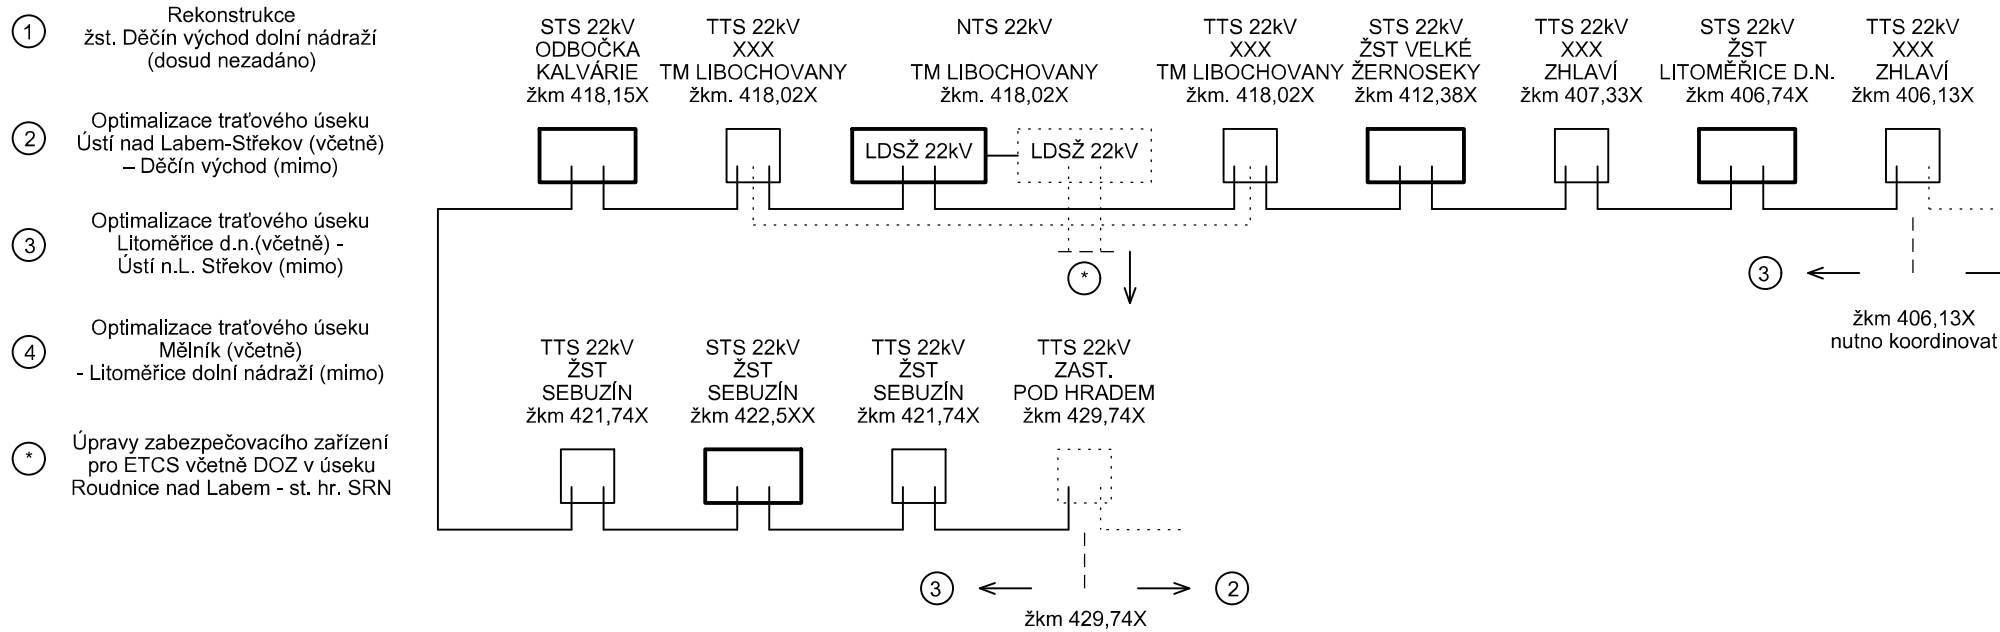 1
Rekonstrukce
žst. Děčín východ dolní nádraží
(dosud nezadáno)
2
Optimalizace traťového úseku
Ústí nad Labem-Střekov (včetně)
– Děčín východ (mimo)
3
Optimalizace traťového úseku
Litoměřice d.n.(včetně) -
Ústí n.L. Střekov (mimo)
4
Optimalizace traťového úseku
Mělník (včetně)
- Litoměřice dolní nádraží (mimo)
*
Úpravy zabezpečovacího zařízení
pro ETCS včetně DOZ v úseku
Roudnice nad Labem - st. hr. SRN
STS 22kV
ODBOČKA
KALVÁRIE
žkm 418,15X
TTS 22kV
XXX
TM LIBOCHOVANY
žkm. 418,02X
NTS 22kV
TM LIBOCHOVANY
žkm. 418,02X
TTS 22kV
XXX
TM LIBOCHOVANY
žkm. 418,02X
STS 22kV
ŽST VELKÉ
ŽERNOSEKY
žkm 412,38X
TTS 22kV
XXX
ZHLAVÍ
žkm 407,33X
STS 22kV
ŽST
LITOMĚŘICE D.N.
žkm 406,74X
TTS 22kV
XXX
ZHLAVÍ
žkm 406,13X
LDSŽ 22kV
LDSŽ 22kV
*
3
žkm 406,13X
nutno koordinovat
TTS 22kV
ŽST
SEBUZÍN
žkm 421,74X
STS 22kV
ŽST
SEBUZÍN
žkm 422,5XX
TTS 22kV
ŽST
SEBUZÍN
žkm 421,74X
TTS 22kV
ZAST.
POD HRADEM
žkm 429,74X
3
2
žkm 429,74X